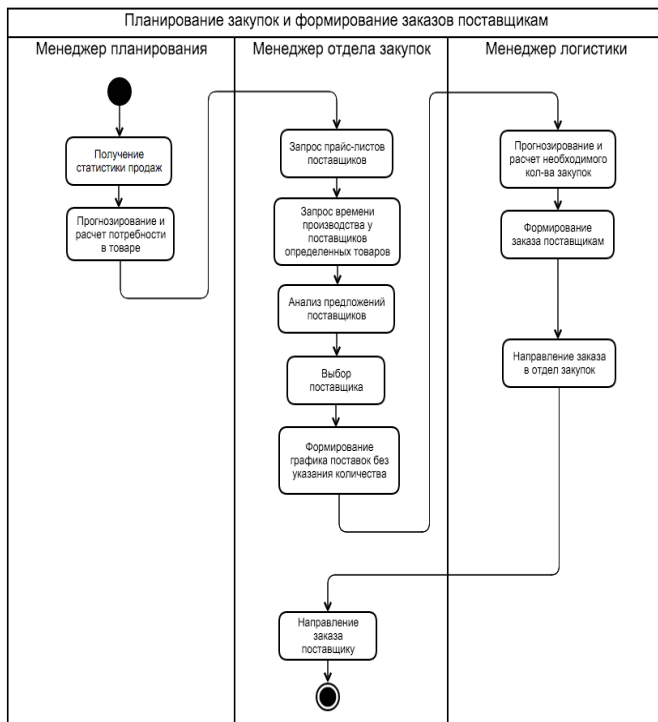 Планирование закупок и формирование заказов поставщикам
Менеджер планирования
Менеджер отдела закупок
Менеджер логистики
Получение
статистики продаж
Прогнозирование и
расчет потребности
в товаре
Запрос прайс-листов
поставщиков
Запрос времени
производства у
поставщиков
определенных товаров
Анализ предложений
поставщиков
Выбор
поставщика
Формирование
графика поставок без
указания количества
Прогнозирование и
расчет необходимого
кол-ва закупок
Формирование
заказа поставщикам
Направление заказа
в отдел закупок
Направление
заказа
поставщику